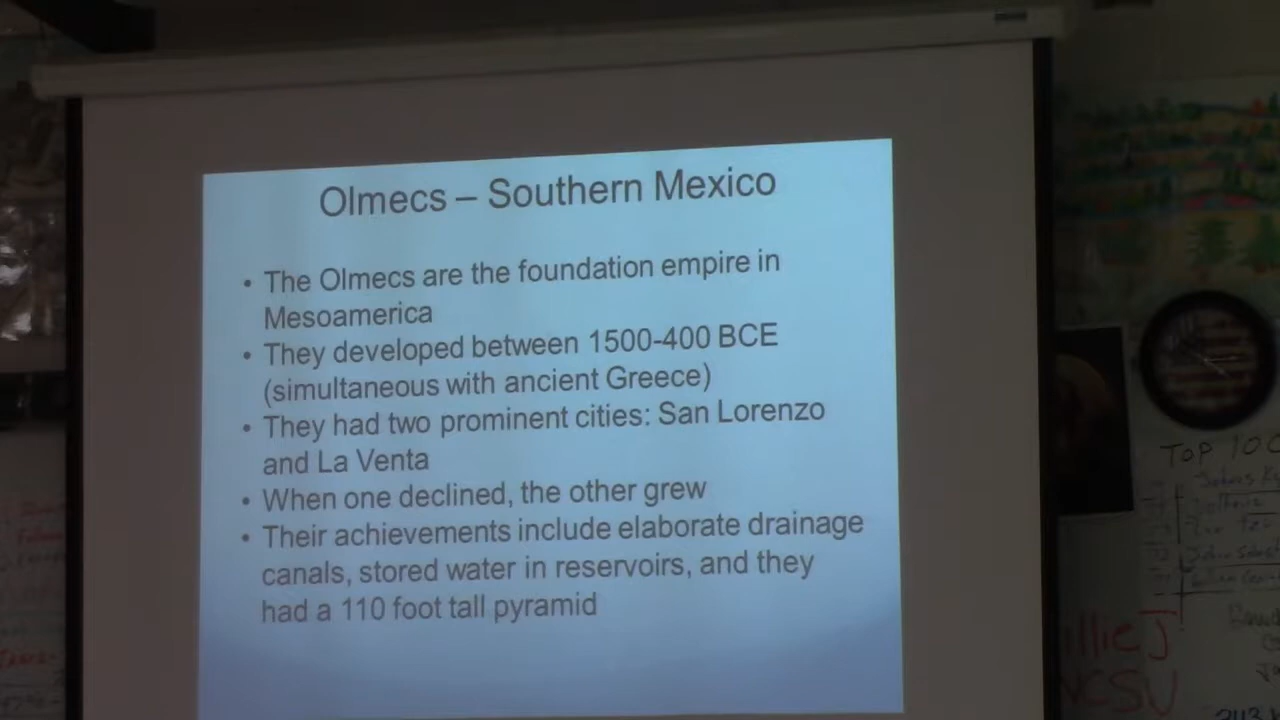 Olmecs – Southern Mexico
• The Olmecs are the foundation empire in
Mesoamerica
• They developed between 1500-400 BCE
(simultaneous with ancient Greece)
• They had two prominent cities: San Lorenzo
and La Venta
• When one declined, the other grew
• Their achievements include elaborate drainage
canals, stored water in reservoirs, and they
had a 110 foot tall pyramid
TOP 100